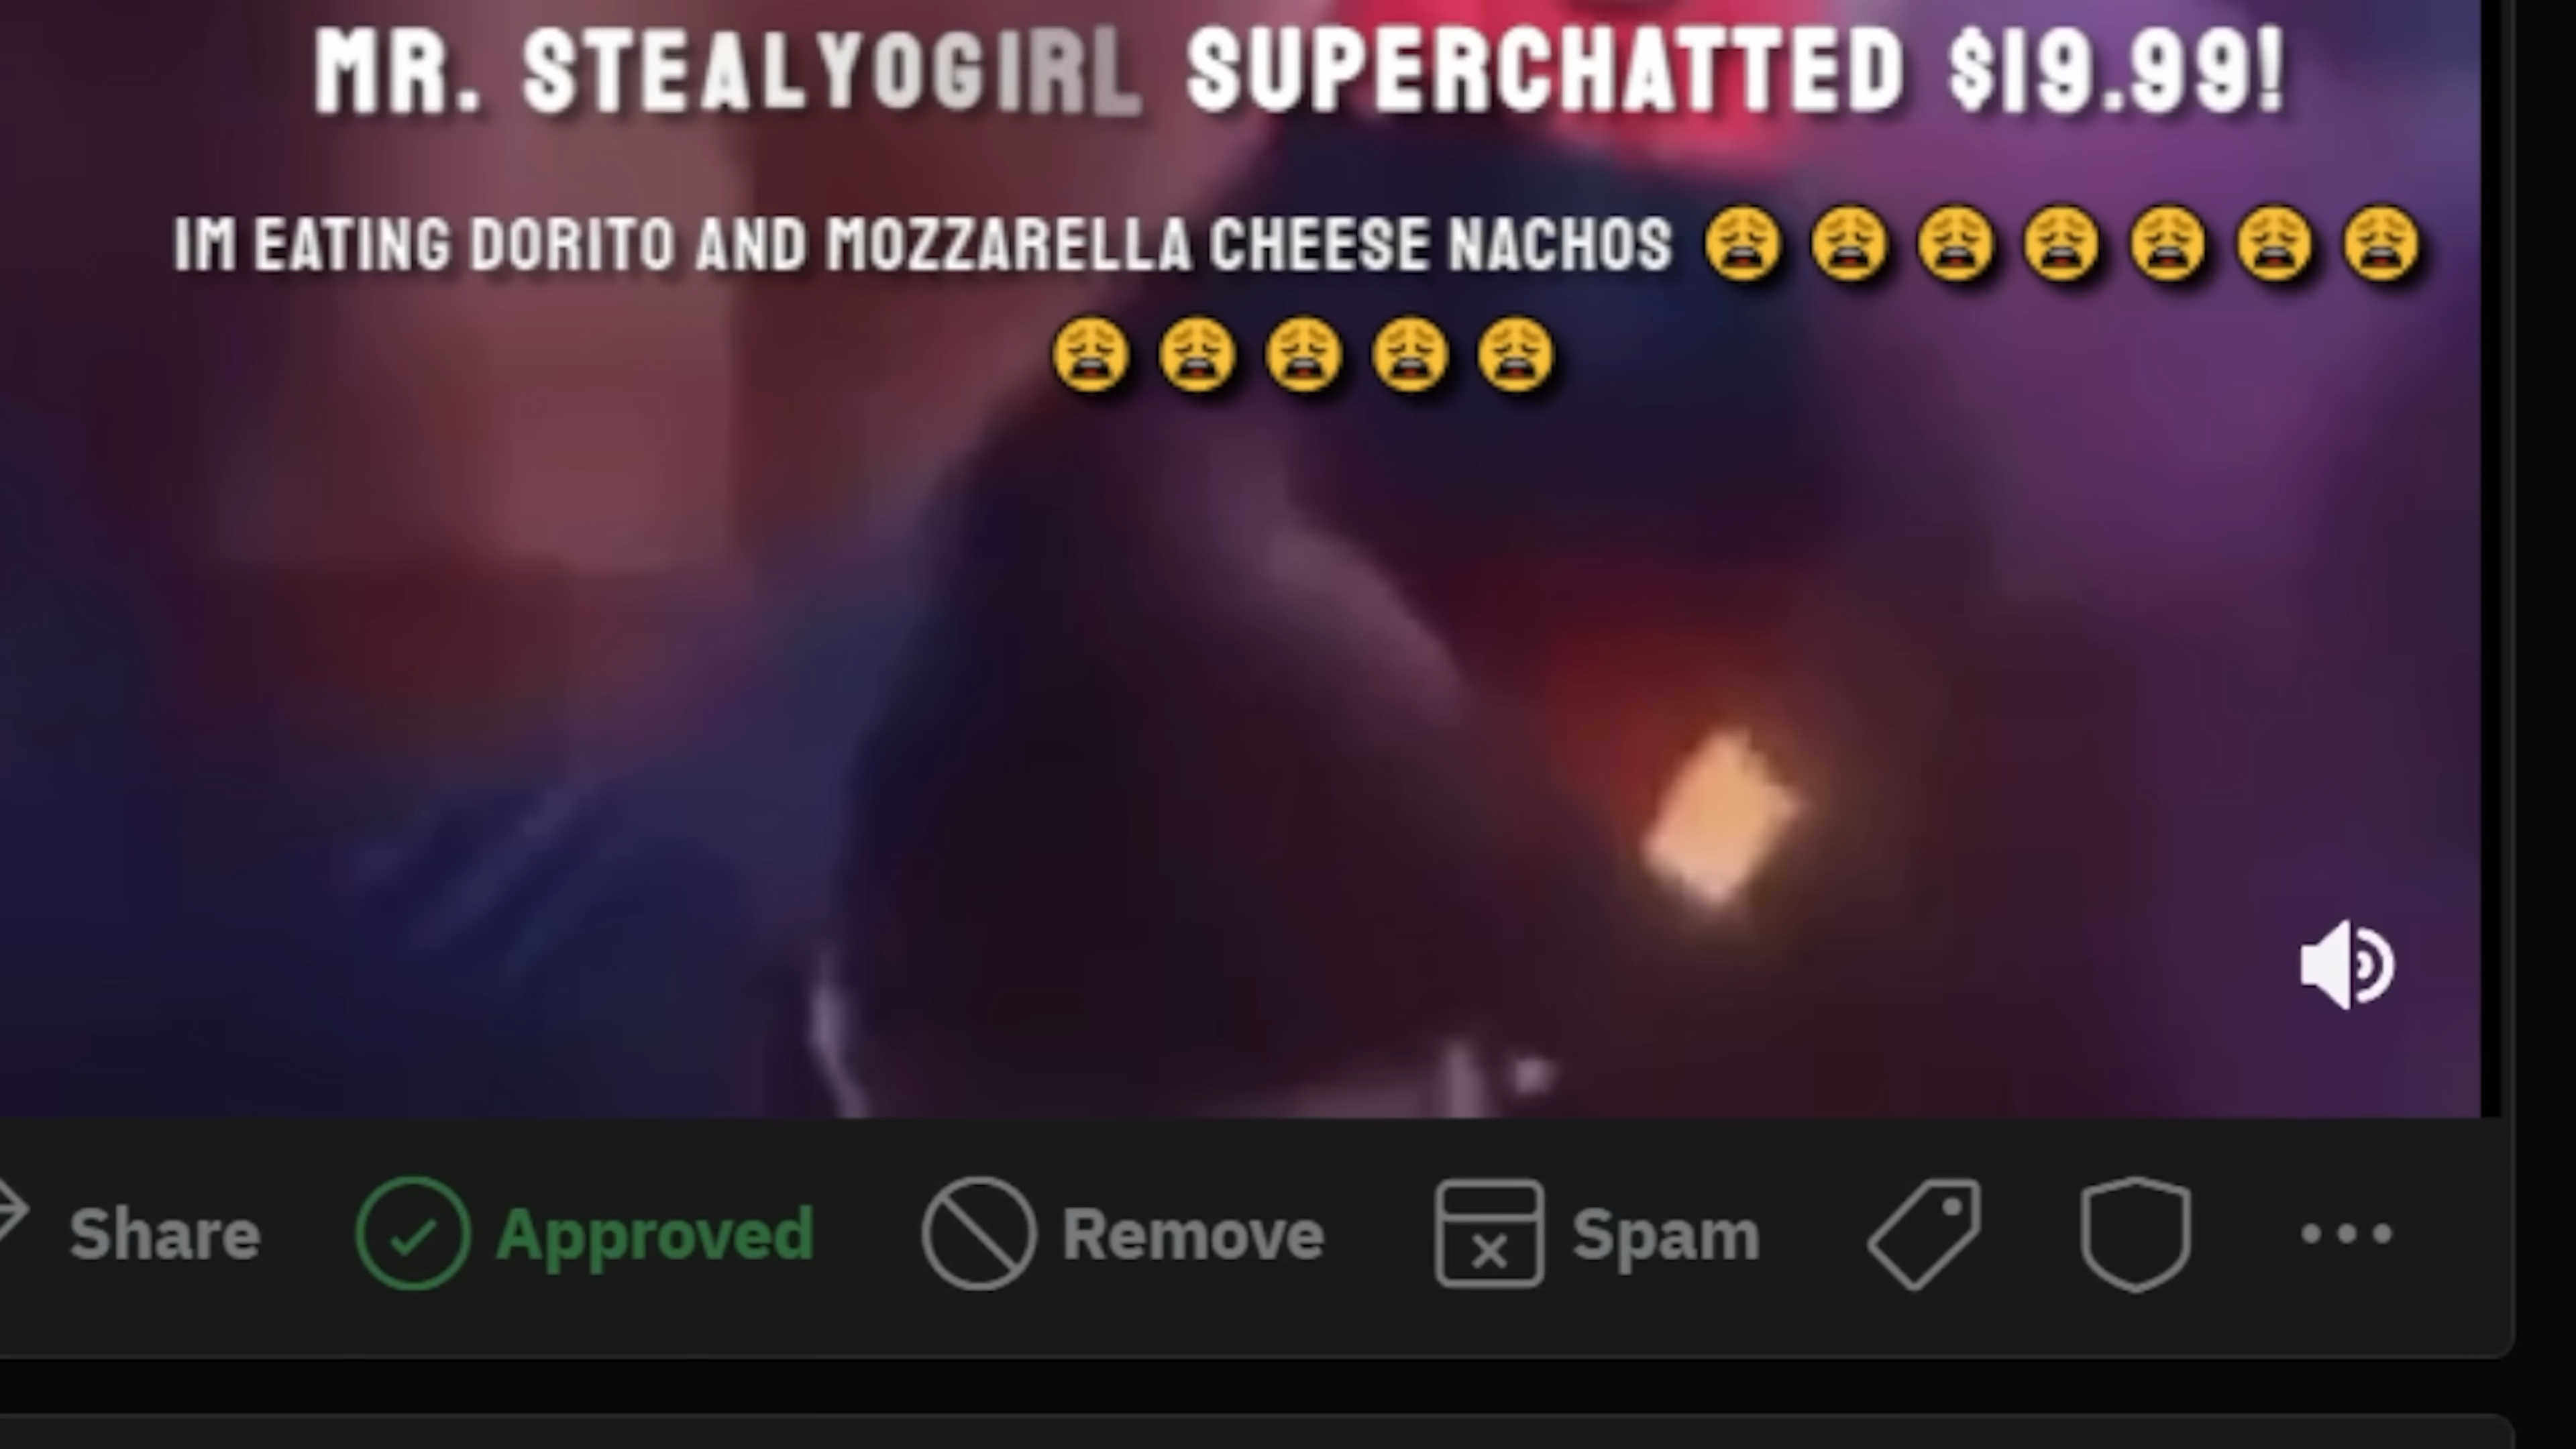 MR. STEALYOGIRL SUPERCHATTED $19.99!
IM EATING DORITO AND MOZZARELLA CHEESE NACHOS 😩 😩 😩 😩 😩 😩 😩
😩 😩 😩 😩 😩
Share Approved Remove Spam